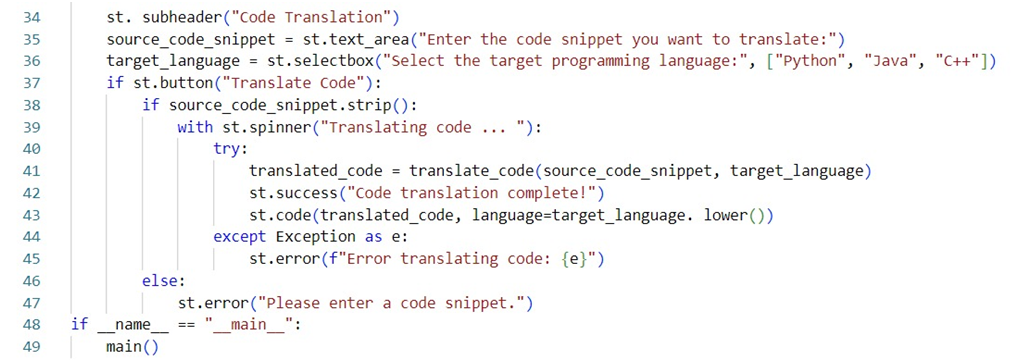 34 st. subheader("Code Translation")
35 source_code_snippet = st.text_area("Enter the code snippet you want to translate:")
36 target_language = st.selectbox("Select the target programming language:", ["Python", "Java", "C++"])
37 if st.button("Translate Code"):
38 if source_code_snippet.strip():
39 with st.spinner("Translating code ... "):
40 try:
41 translated_code = translate_code(source_code_snippet, target_language)
42 st.success("Code translation complete!")
43 st.code(translated_code, language=target_language. lower())
44 except Exception as e:
45 st.error(f"Error translating code: {e}")
46 else:
47 st.error("Please enter a code snippet.")
48 if __name__ == "__main__":
49 main()